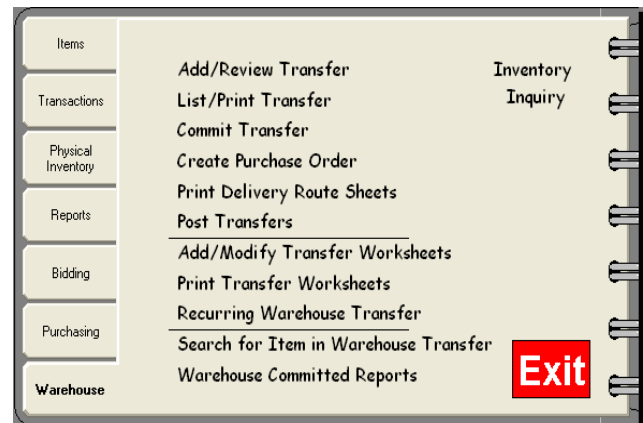 Items
Transactions
Physical
Inventory
Reports
Bidding
Purchasing
Warehouse
Add/Review Transfer
List/Print Transfer
Commit Transfer
Create Purchase Order
Print Delivery Route Sheets
Post Transfers
Add/Modify Transfer Worksheets
Print Transfer Worksheets
Recurring Warehouse Transfer
Search for Item in Warehouse Transfer
Warehouse Committed Reports
Inventory
Inquiry
Exit